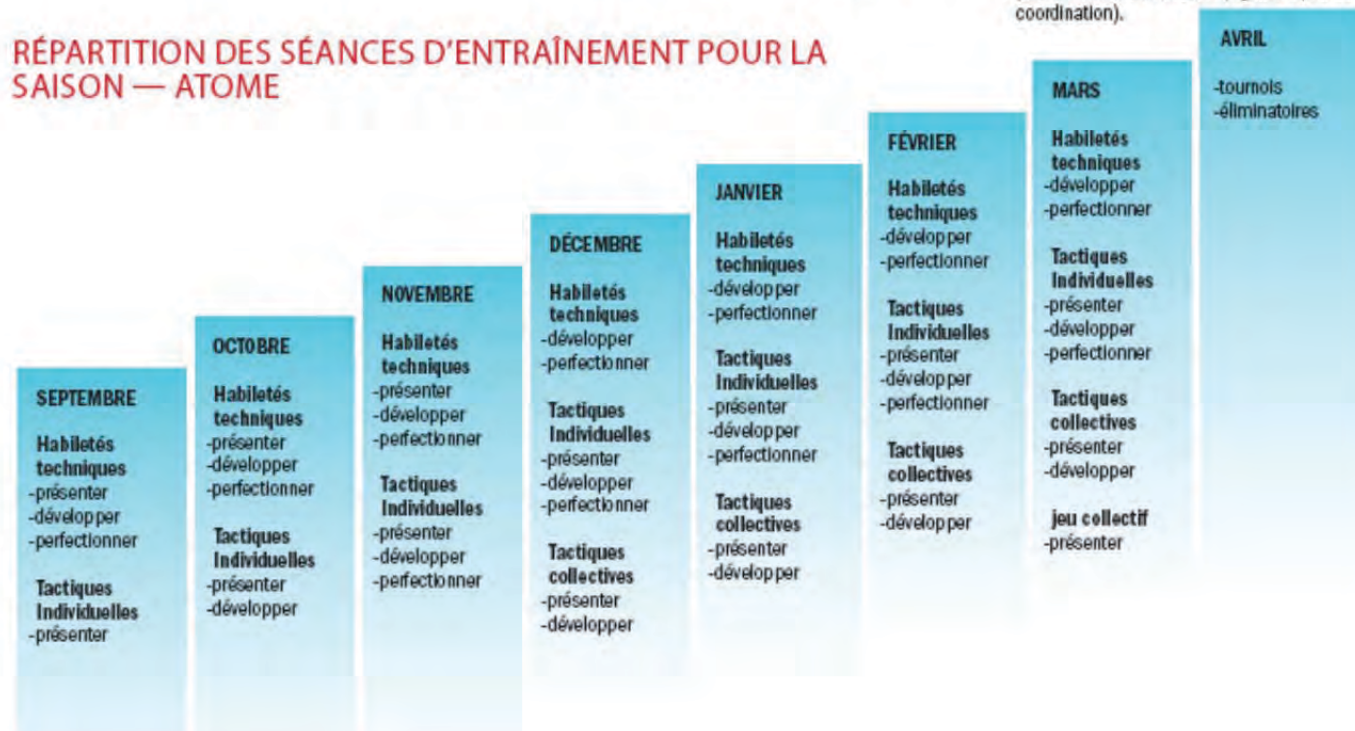 coordination).
RÉPARTITION DES SÉANCES D'ENTRAÎNEMENT POUR LA
SAISON — ATOME
SEPTEMBRE
Habiletés
techniques
-présenter
-développer
-perfectionner
Tactiques
Individuelles
-présenter
OCTOBRE
Habiletés
techniques
-présenter
-développer
-perfectionner
Tactiques
Individuelles
-présenter
-développer
NOVEMBRE
Habiletés
techniques
-présenter
-développer
-perfectionner
Tactiques
Individuelles
-présenter
-développer
-perfectionner
DÉCEMBRE
Habiletés
techniques
-développer
-perfectionner
Tactiques
Individuelles
-présenter
-développer
-perfectionner
Tactiques
collectives
-présenter
-développer
JANVIER
Habiletés
techniques
-développer
-perfectionner
Tactiques
Individuelles
-présenter
-développer
-perfectionner
Tactiques
collectives
-présenter
-développer
FÉVRIER
Habiletés
techniques
-développer
-perfectionner
Tactiques
Individuelles
-présenter
-développer
-perfectionner
Tactiques
collectives
-présenter
-développer
MARS
Habiletés
techniques
-développer
-perfectionner
Tactiques
Individuelles
-présenter
-développer
-perfectionner
Tactiques
collectives
-présenter
-développer
jeu collectif
-présenter
AVRIL
-tournois
-éliminatoires